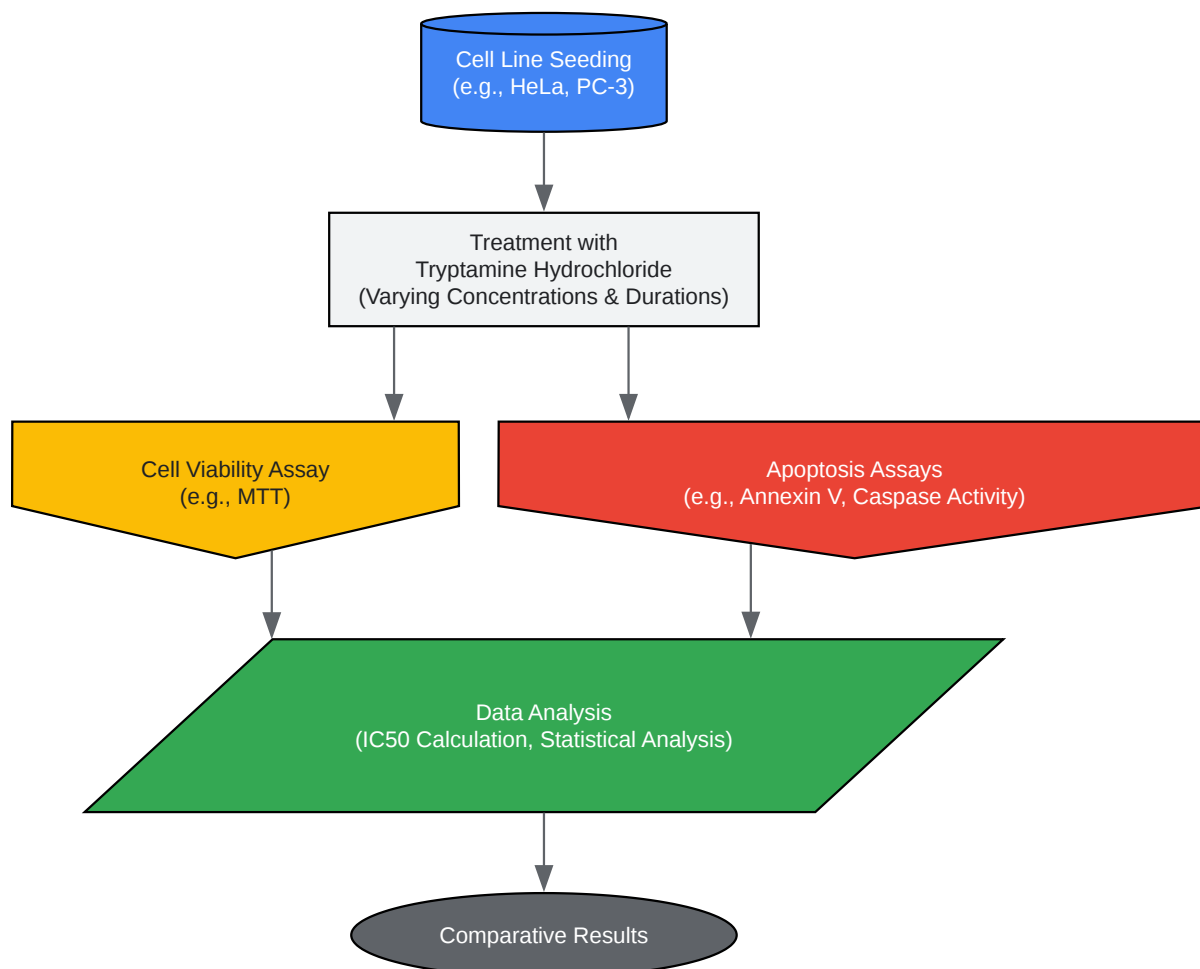 Cell Line Seeding
(e.g., HeLa, PC-3)
Treatment with
Tryptamine Hydrochloride
(Varying Concentrations & Durations)
Cell Viability Assay
(e.g., MTT)
Apoptosis Assays
(e.g., Annexin V, Caspase Activity)
Data Analysis
(IC50 Calculation, Statistical Analysis)
Comparative Results